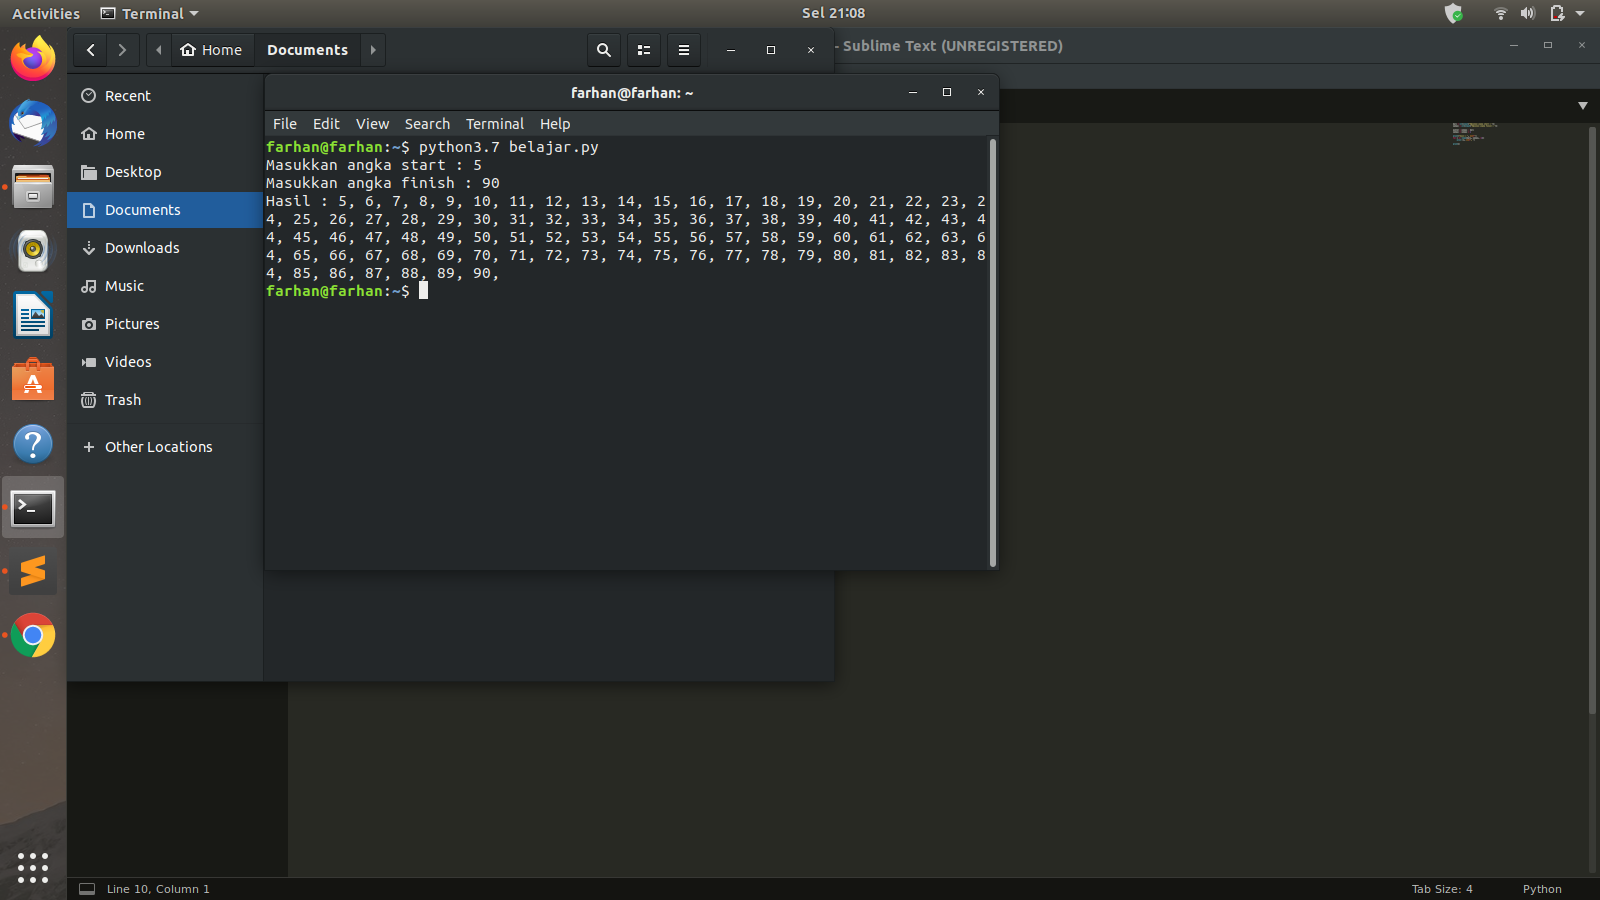 Activities
Terminal
Sel 21:08
Home
Documents
- Sublime Text (UNREGISTERED)
Recent
Home
Desktop
Documents
Downloads
Music
Pictures
Videos
Trash
Other Locations
farhan@farhan: ~
File Edit View Search Terminal Help
farhan@farhan:~$ python3.7 belajar.py
Masukkan angka start : 5
Masukkan angka finish : 90
Hasil : 5, 6, 7, 8, 9, 10, 11, 12, 13, 14, 15, 16, 17, 18, 19, 20, 21, 22, 23, 2
4, 25, 26, 27, 28, 29, 30, 31, 32, 33, 34, 35, 36, 37, 38, 39, 40, 41, 42, 43, 4
4, 45, 46, 47, 48, 49, 50, 51, 52, 53, 54, 55, 56, 57, 58, 59, 60, 61, 62, 63, 6
4, 65, 66, 67, 68, 69, 70, 71, 72, 73, 74, 75, 76, 77, 78, 79, 80, 81, 82, 83, 8
4, 85, 86, 87, 88, 89, 90,
farhan@farhan:~$
Line 10, Column 1
Tab Size: 4
Python